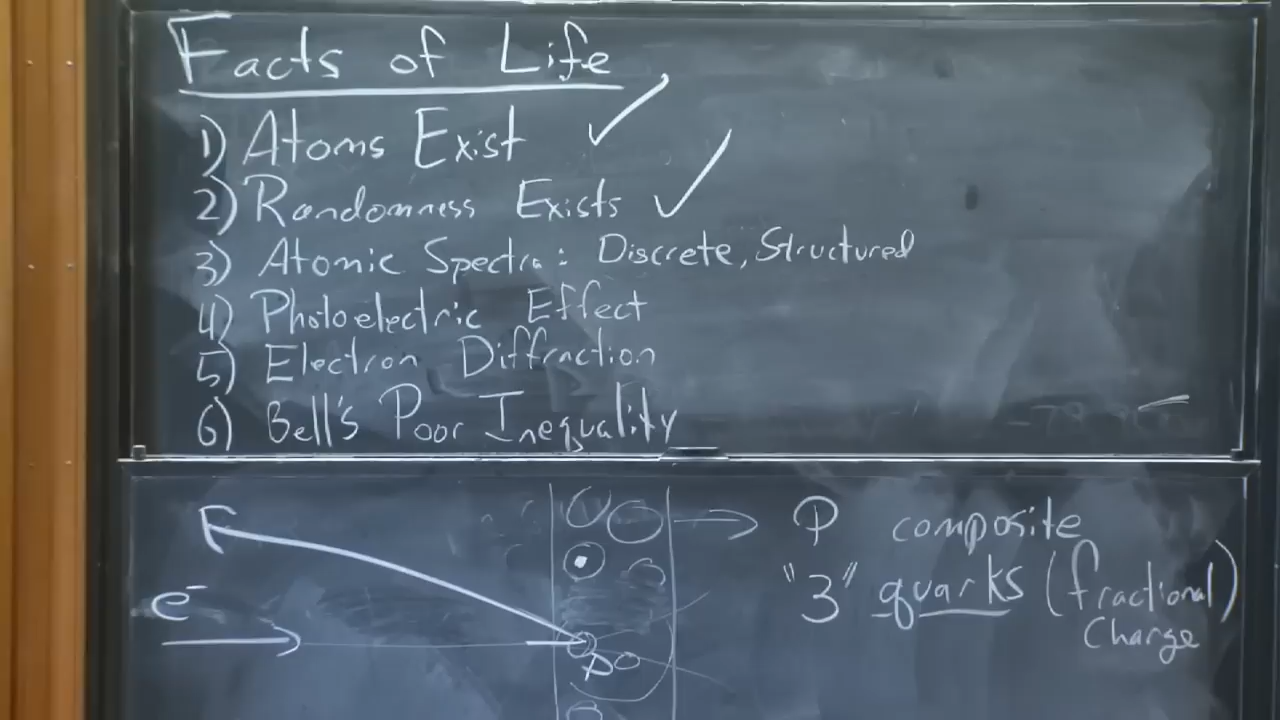 Facts of Life
1) Atoms Exist ✓
2) Randomness Exists ✓
3) Atomic Spectra: Discrete, Structured
4) Photoelectric Effect
5) Electron Diffraction
6) Bell's Poor Inequality
P composite
"3" quarks (fractional)
Charge
e⁻